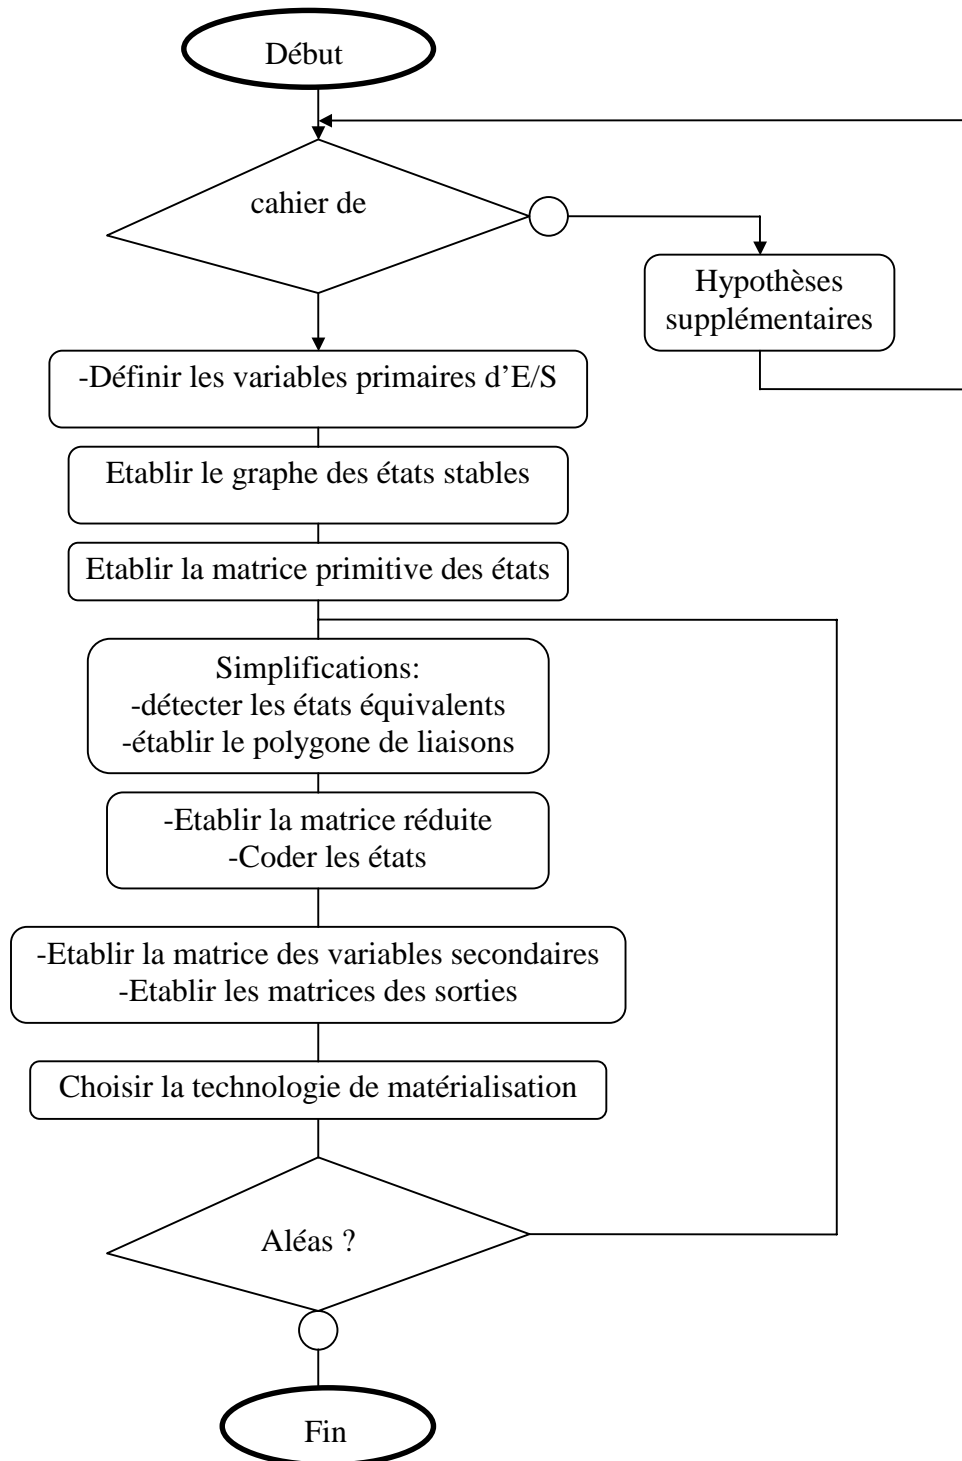 Début
cahier de
Hypothèses
supplémentaires
-Définir les variables primaires d’E/S
Etablir le graphe des états stables
Etablir la matrice primitive des états
Simplifications:
-détecter les états équivalents
-établir le polygone de liaisons
-Etablir la matrice réduite
-Coder les états
-Etablir la matrice des variables secondaires
-Etablir les matrices des sorties
Choisir la technologie de matérialisation
Aléas ?
Fin